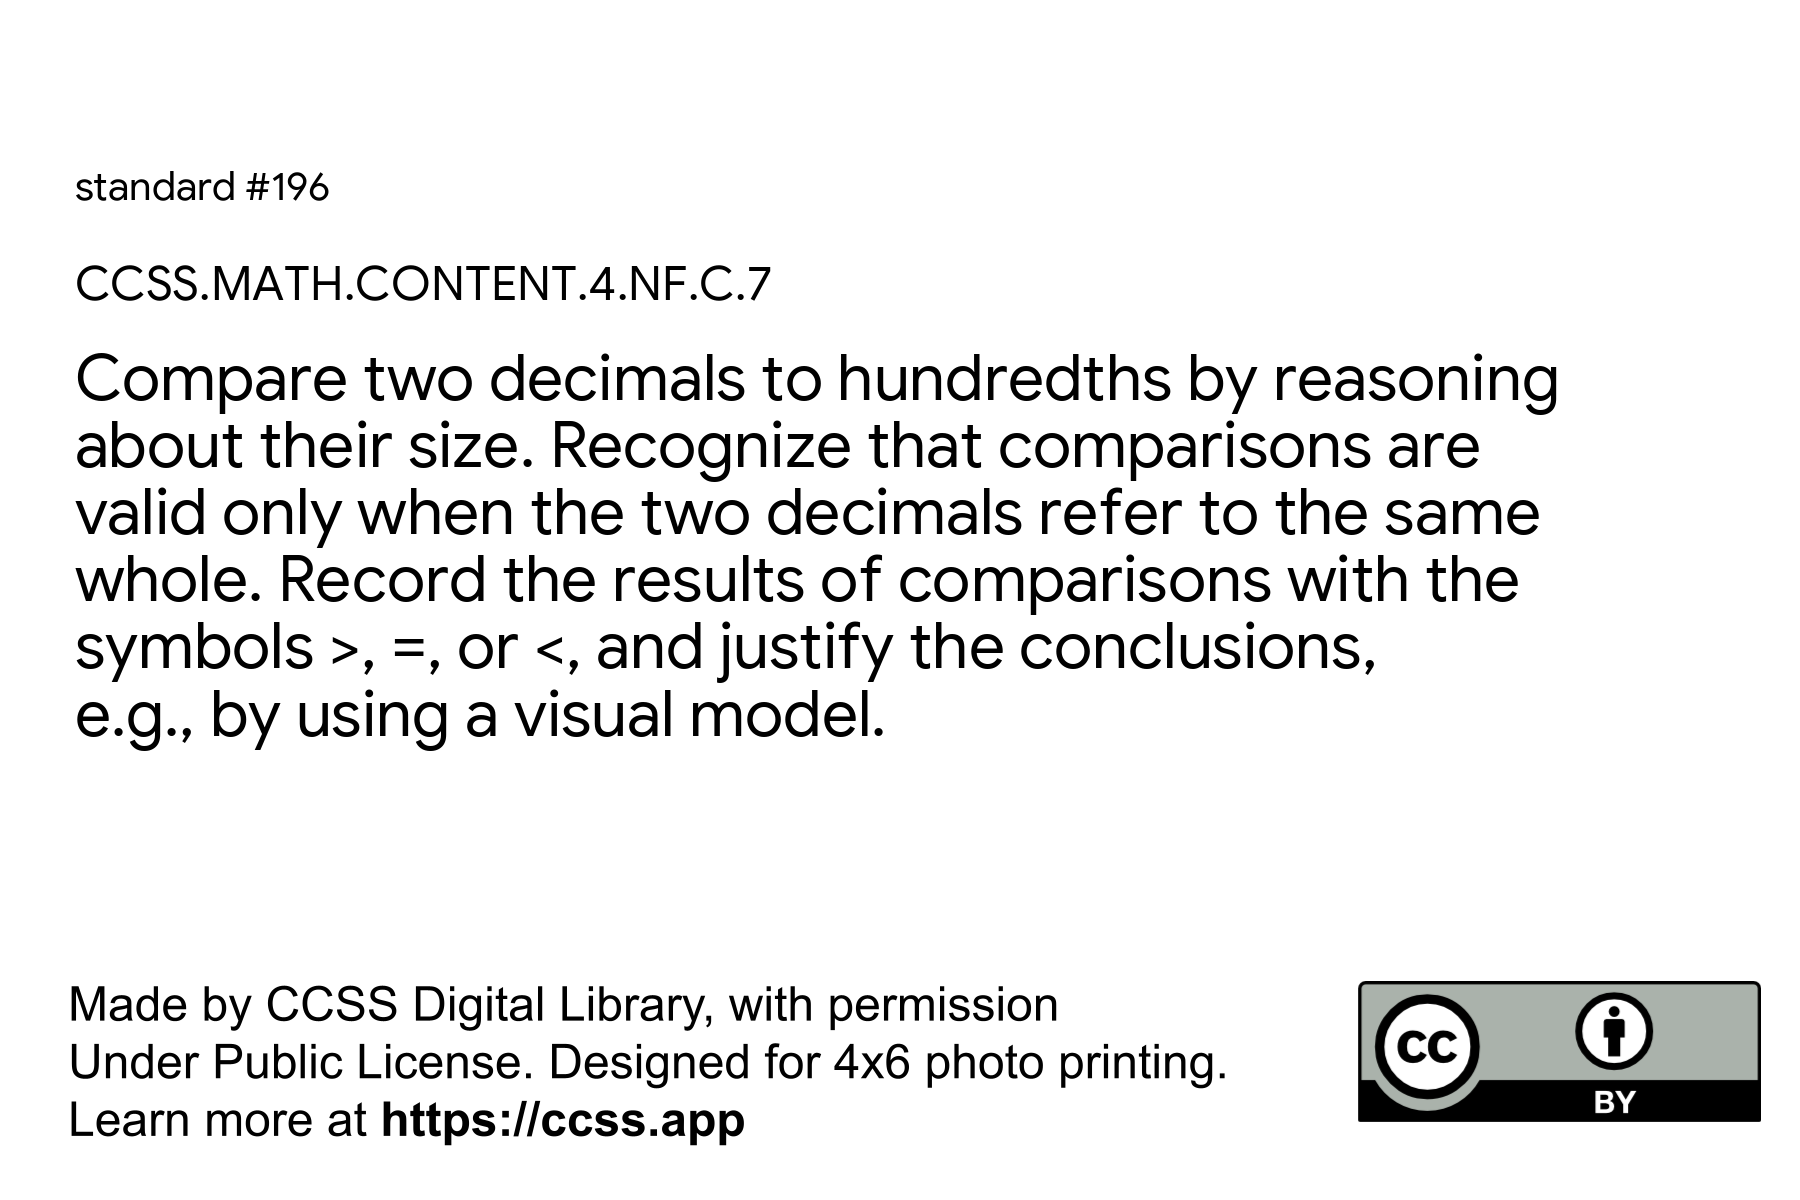 standard #196
CCSS.MATH.CONTENT.4.NF.C.7
Compare two decimals to hundredths by reasoning
about their size. Recognize that comparisons are
valid only when the two decimals refer to the same
whole. Record the results of comparisons with the
symbols >, =, or <, and justify the conclusions,
e.g., by using a visual model.
Made by CCSS Digital Library, with permission
Under Public License. Designed for 4x6 photo printing.
Learn more at https://ccss.app
cc
BY